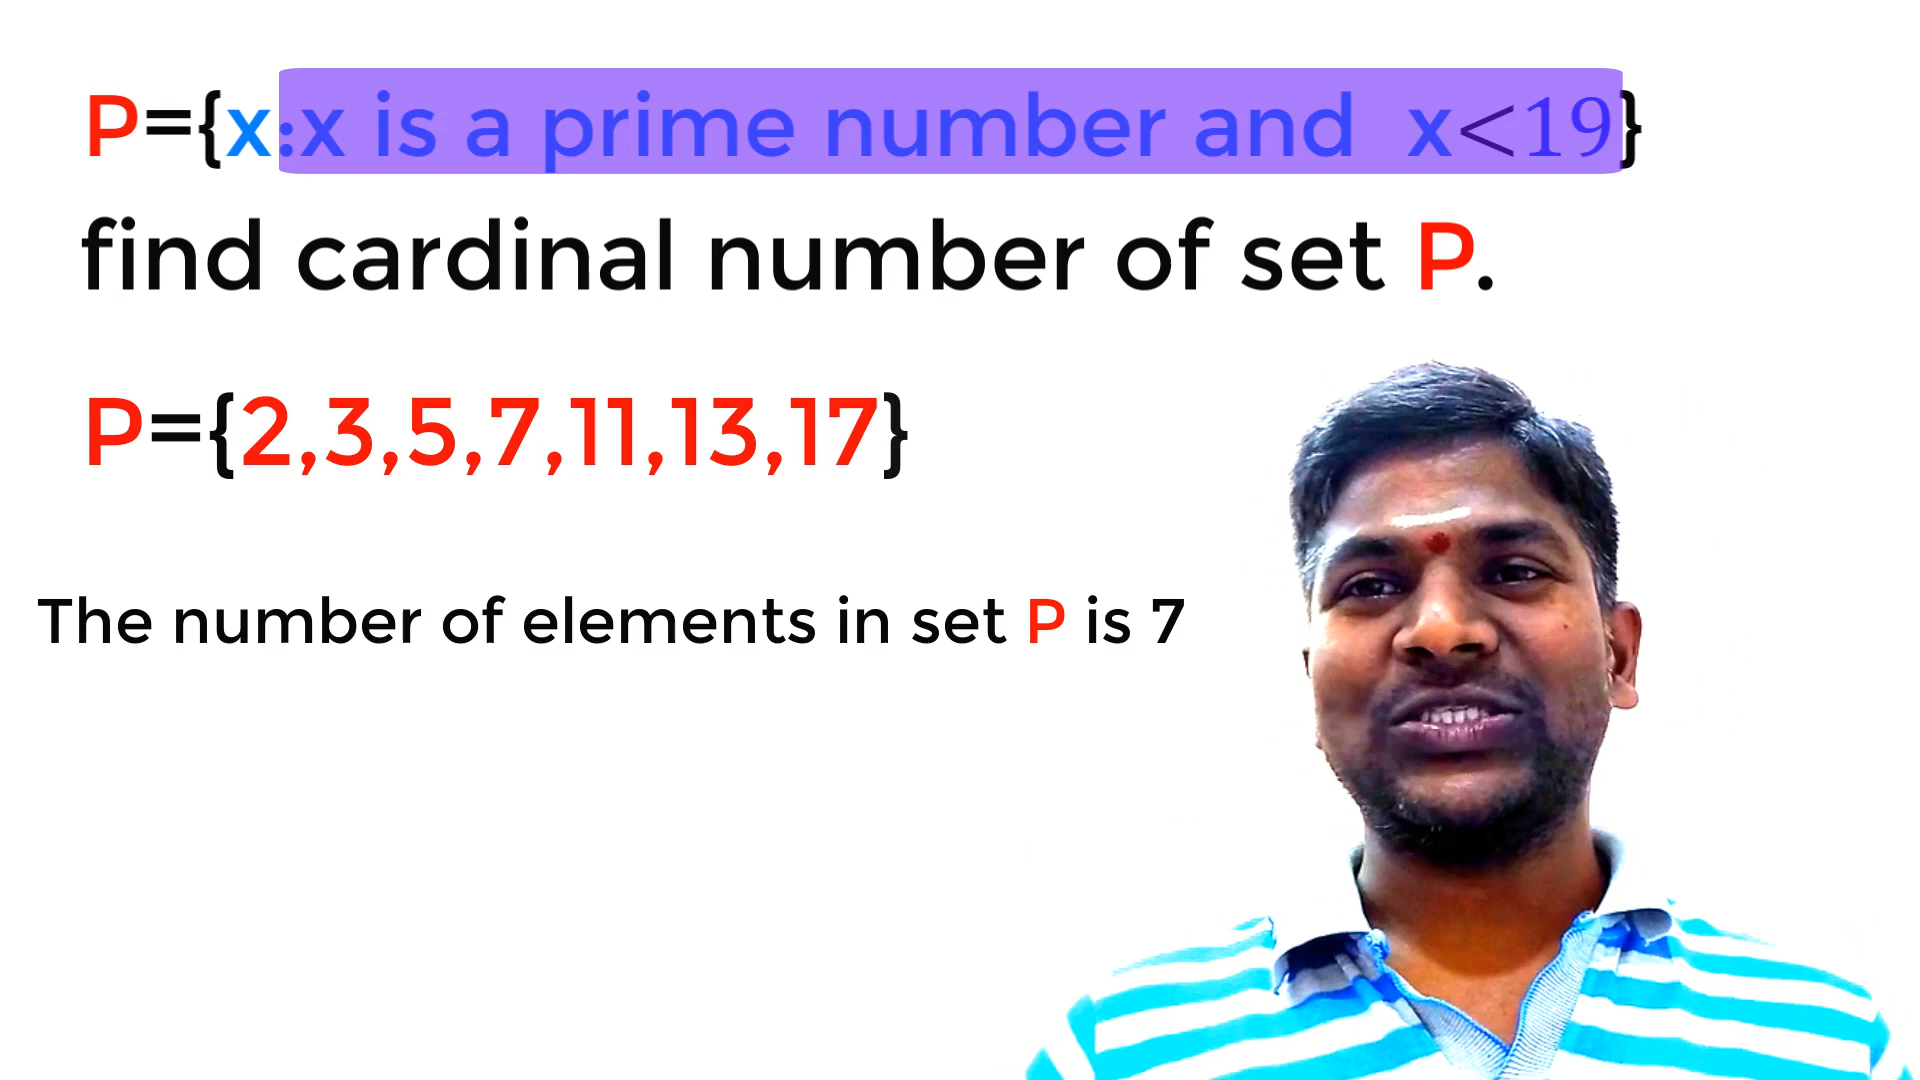 P={x:x is a prime number and x<19}
find cardinal number of set P.
P={2,3,5,7,11,13,17}
The number of elements in set P is 7